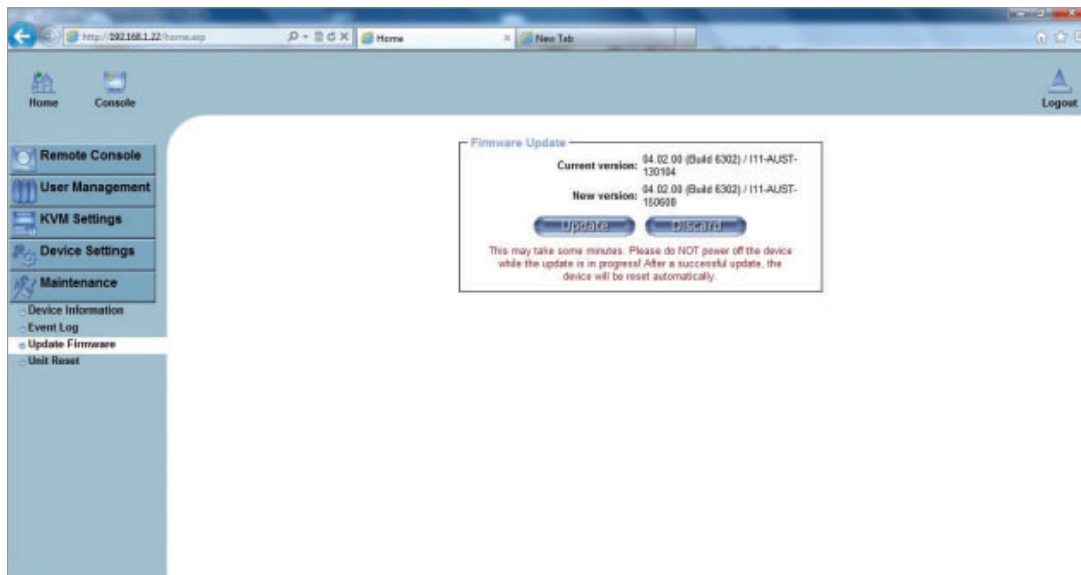 http://192.168.1.22/home.asp
Home
New Tab
Home
Console
Logout
Remote Console
User Management
KVM Settings
Device Settings
Maintenance
Device Information
Event Log
Update Firmware
Unit Reset
Firmware Update
Current version: 04.02.00 (Build 6302) / I11-AUST-
130104
New version: 04.02.00 (Build 6302) / I11-AUST-
150608
Update
Discard
This may take some minutes. Please do NOT power off the device
while the update is in progress! After a successful update, the
device will be reset automatically.